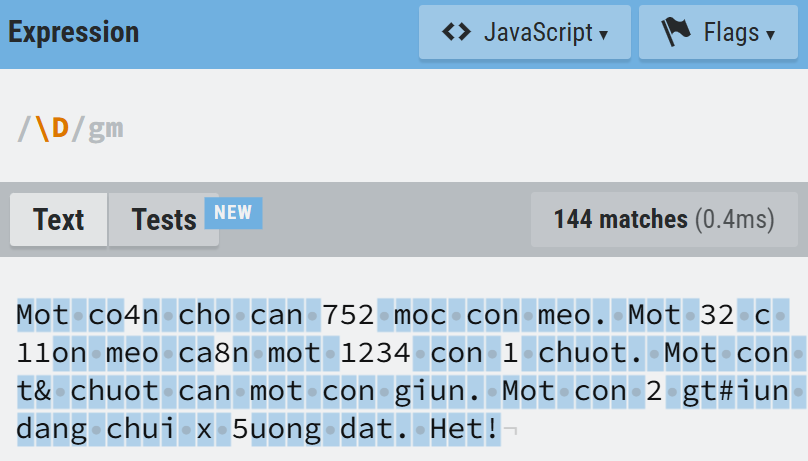 Expression
<> JavaScript ▾ Flags ▾
/\D/gm
Text Tests NEW 144 matches (0.4ms)
Mot co4n cho can 752 moc con meo. Mot 32 c
11on meo ca8n mot 1234 con 1 chuot. Mot con
t& chuot can mot con giun. Mot con 2 gt#iun
dang chui x 5uong dat. Het!